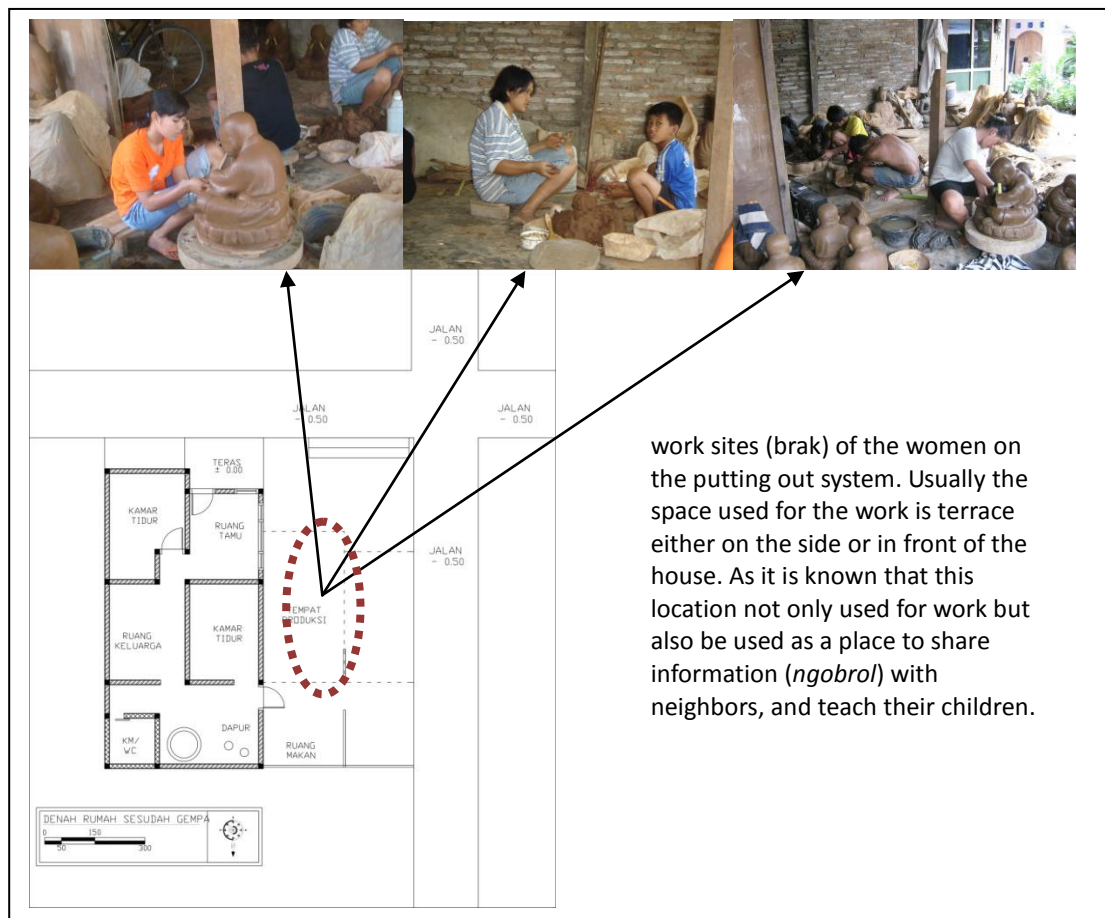 JALAN
- 0.50
JALAN
- 0.50
JALAN
- 0.50
TERAS
± 0.00
KAMAR
TIDUR
RUANG
TAMU
JALAN
- 0.50
TEMPAT
PRODUKSI
RUANG
KELUARGA
KAMAR
TIDUR
DAPUR
KM/
WC
RUANG
MAKAN
DENAH RUMAH SESUDAH GEMPA
0 150
50 300
work sites (brak) of the women on
the putting out system. Usually the
space used for the work is terrace
either on the side or in front of the
house. As it is known that this
location not only used for work but
also be used as a place to share
information (ngobrol) with
neighbors, and teach their children.